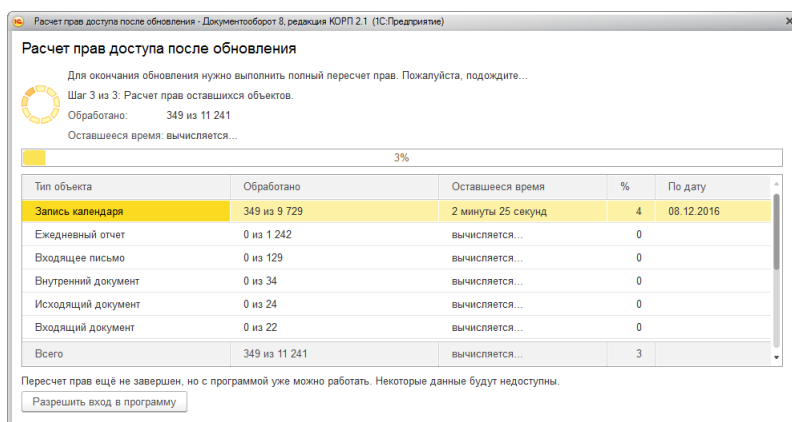 Расчет прав доступа после обновления - Документооборот 8, редакция КОРП 2.1 (1С:Предприятие)
Расчет прав доступа после обновления
Для окончания обновления нужно выполнить полный пересчет прав. Пожалуйста, подождите...
Шаг 3 из 3: Расчет прав оставшихся объектов.
Обработано: 349 из 11 241
Оставшееся время: вычисляется...
3%
Тип объекта Обработано Оставшееся время % По дату
Запись календаря 349 из 9 729 2 минуты 25 секунд 4 08.12.2016
Ежедневный отчет 0 из 1 242 вычисляется... 0
Входящее письмо 0 из 129 вычисляется... 0
Внутренний документ 0 из 34 вычисляется... 0
Исходящий документ 0 из 24 вычисляется... 0
Входящий документ 0 из 22 вычисляется... 0
Всего 349 из 11 241 вычисляется... 3
Пересчет прав ещё не завершен, но с программой уже можно работать. Некоторые данные будут недоступны.
Разрешить вход в программу